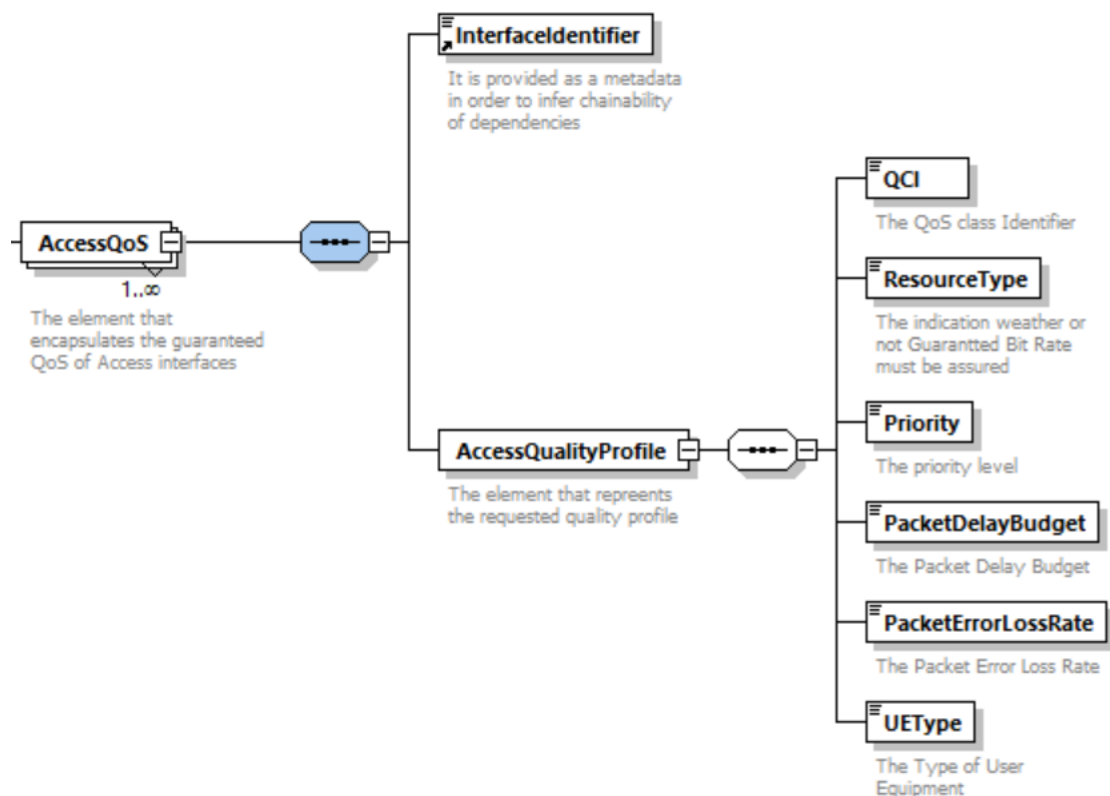 InterfaceIdentifier
It is provided as a metadata
in order to infer chainability
of dependencies
AccessQoS
1..∞
The element that
encapsulates the guaranteed
QoS of Access interfaces
AccessQualityProfile
The element that repreents
the requested quality profile
QCI
The QoS class Identifier
ResourceType
The indication weather or
not Guarantted Bit Rate
must be assured
Priority
The priority level
PacketDelayBudget
The Packet Delay Budget
PacketErrorLossRate
The Packet Error Loss Rate
UEType
The Type of User
Equipment